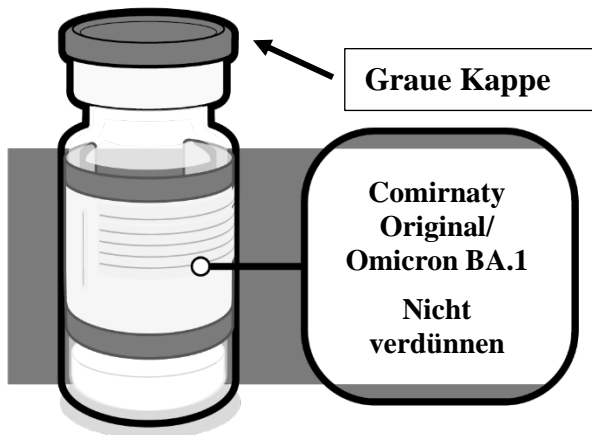 Graue Kappe
Comirnaty
Original/
Omicron BA.1
Nicht
verdünnen